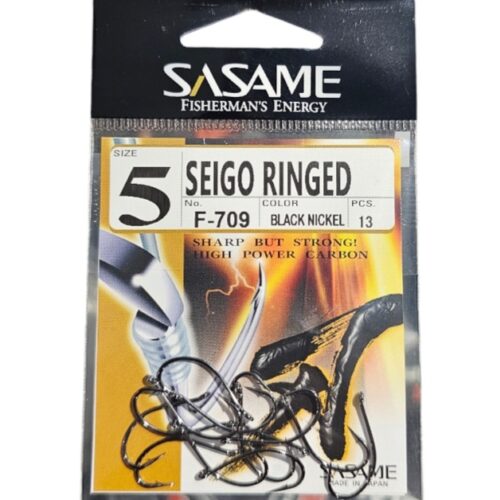 SASAME
FISHERMAN'S ENERGY
SIZE
5
SEIGO RINGED
No. COLOR PCS.
F-709 BLACK NICKEL 13
SHARP BUT STRONG!
HIGH POWER CARBON
SASAME
MADE IN JAPAN